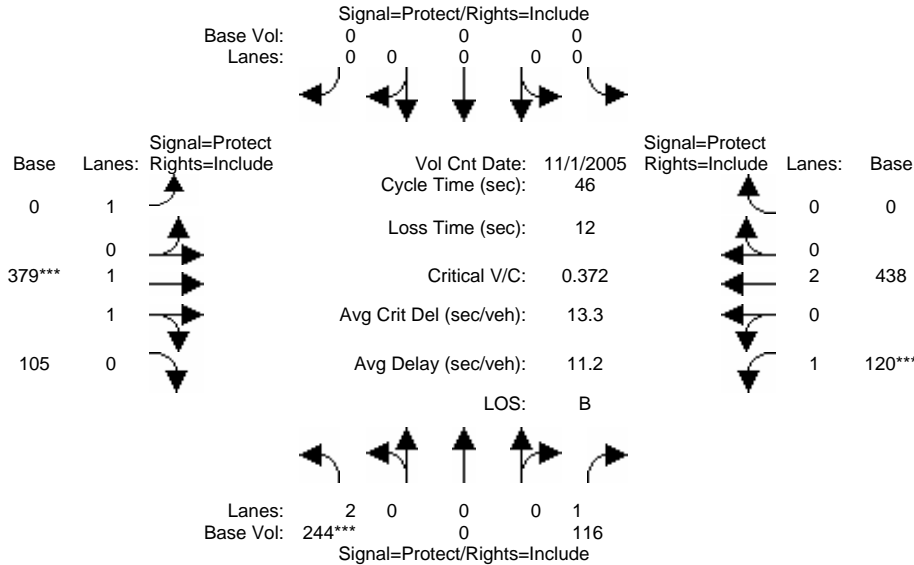 Signal=Protect/Rights=Include
Base Vol: 0 0 0
Lanes: 0 0 0 0 0
Signal=Protect Signal=Protect
Base Lanes: Rights=Include Vol Cnt Date: 11/1/2005 Rights=Include Lanes: Base
Cycle Time (sec): 46
0 1 0 0
Loss Time (sec): 12
0 0
379*** 1 Critical V/C: 0.372 2 438
1 Avg Crit Del (sec/veh): 13.3 0
105 0 Avg Delay (sec/veh): 11.2 1 120***
LOS: B
Lanes: 2 0 0 0 1
Base Vol: 244*** 0 116
Signal=Protect/Rights=Include